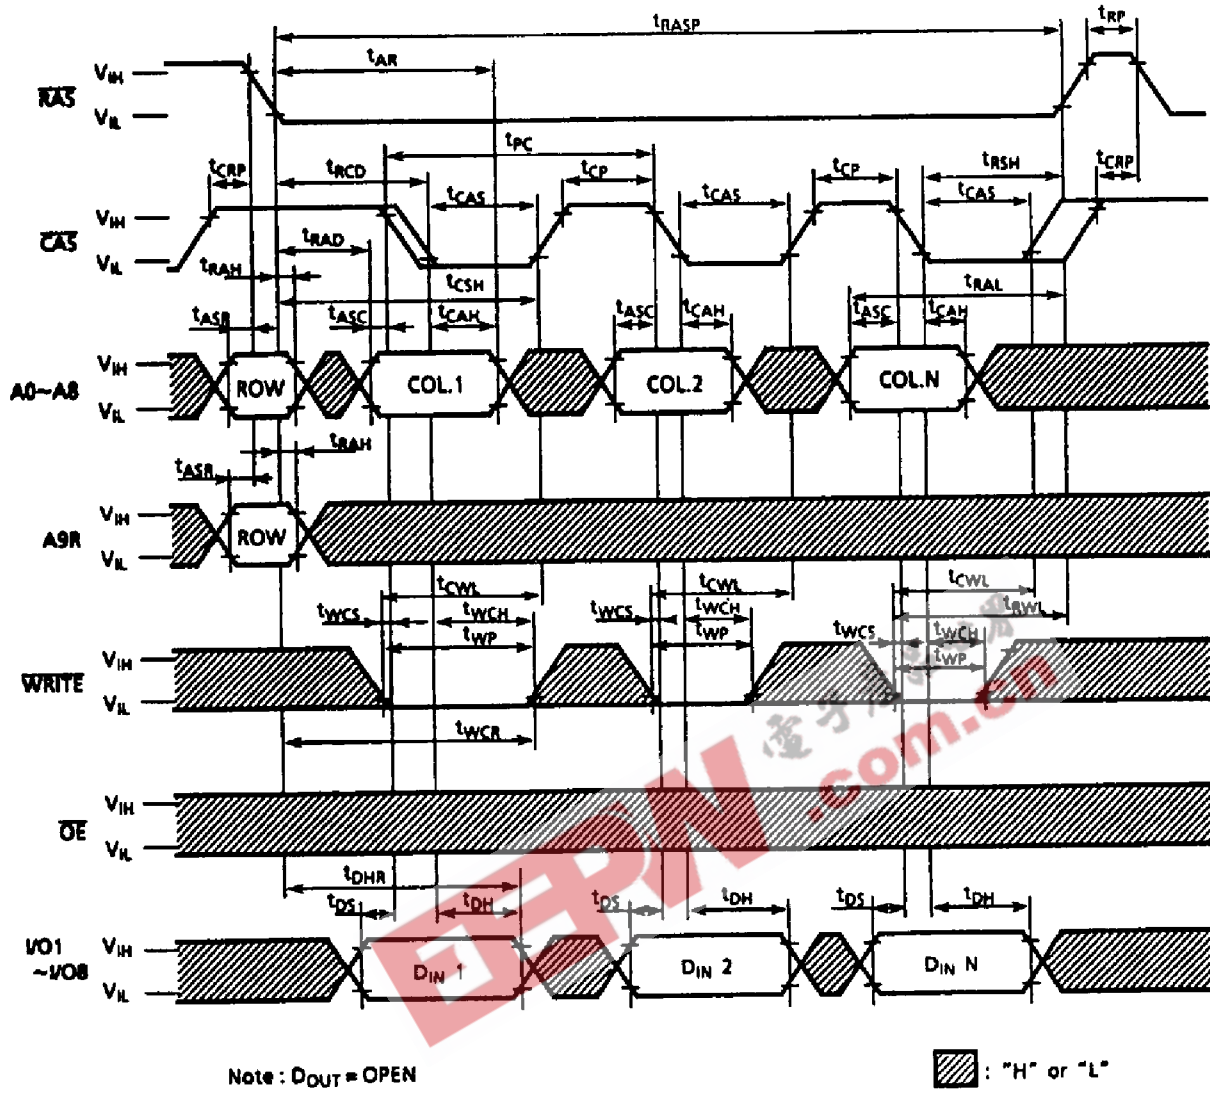 tRASP
tRP
tAR
VIH
RAS
VIL
tPC
tCRP
tRCD
tCP
tCP
tRSH
tCRP
tCAS
tCAS
tCAS
VIH
CAS
VIL
tRAD
tRAH
tCSH
tRAL
tASR
tASC
tCAH
tASC
tCAH
tASC
tCAH
VIH
A0~A8
ROW
COL.1
COL.2
COL.N
VIL
tRAH
tASR
VIH
A9R
ROW
VIL
tCWL
tCWL
tCWL
tWCS
tWCH
tWCS
tWCH
tRWL
tWP
tWP
tWCS
tWCH
tWP
VIH
WRITE
VIL
tWCR
電子
.com.cn
EEPW
VIH
OE
VIL
tDHR
tDS
tDH
tDS
tDH
tDS
tDH
I/O1
~I/O8
VIH
VIL
DIN 1
DIN 2
DIN N
Note : DOUT = OPEN
: "H" or "L"